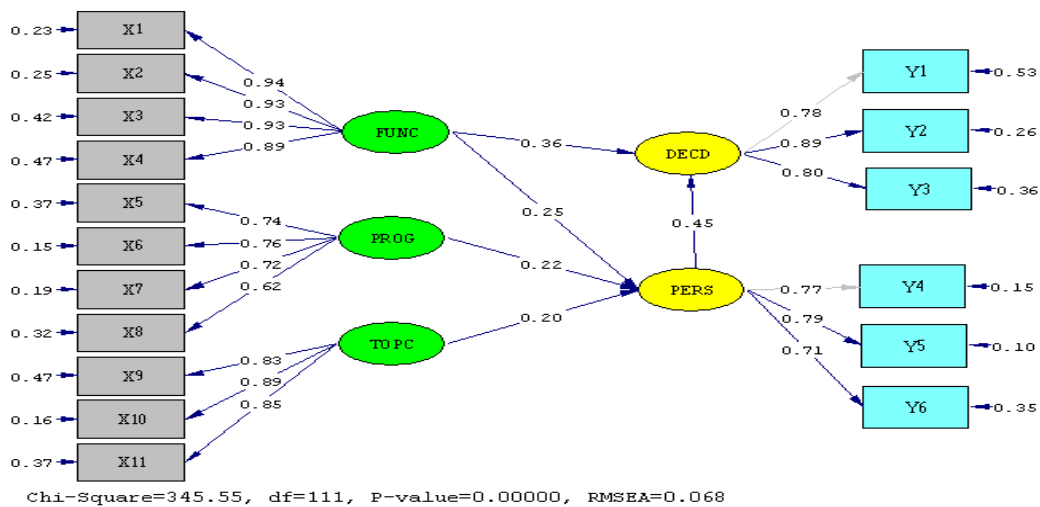 0.23 X1
0.25 X2
0.42 X3
0.47 X4
0.37 X5
0.15 X6
0.19 X7
0.32 X8
0.47 X9
0.16 X10
0.37 X11
0.94
0.93
0.93
0.89
0.74
0.76
0.72
0.62
0.83
0.89
0.85
FUNC
PROG
TOPC
0.36
0.25
0.22
0.20
DECD
0.45
PERS
0.78
0.89
0.80
0.77
0.79
0.71
Y1 0.53
Y2 0.26
Y3 0.36
Y4 0.15
Y5 0.10
Y6 0.35
Chi-Square=345.55, df=111, P-value=0.00000, RMSEA=0.068